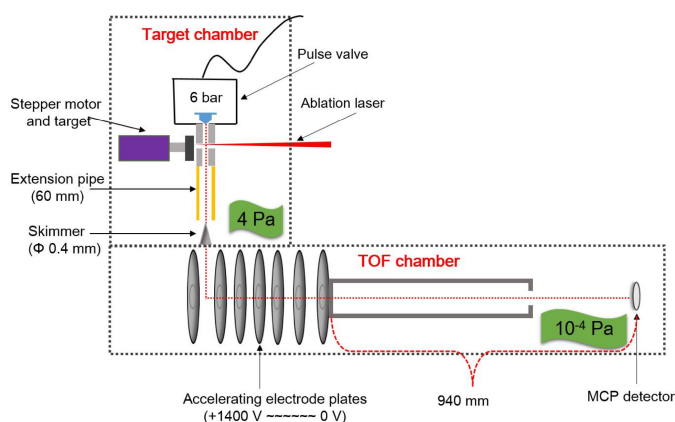 Target chamber
Pulse valve
6 bar
Stepper motor
and target
Ablation laser
Extension pipe
(60 mm)
4 Pa
Skimmer
(Φ 0.4 mm)
TOF chamber
10⁻⁴ Pa
Accelerating electrode plates
(+1400 V ~~~~~~ 0 V)
940 mm
MCP detector